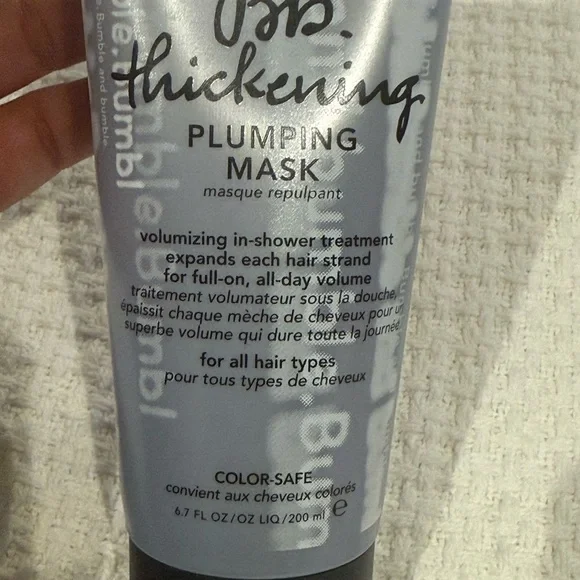 Bb.
thickening
PLUMPING
MASK
masque repulpant
volumizing in-shower treatment
expands each hair strand
for full-on, all-day volume
traitement volumateur sous la douche,
épaissit chaque mèche de cheveux pour un
superbe volume qui dure toute la journée.
for all hair types
pour tous types de cheveux
COLOR-SAFE
convient aux cheveux colorés
6.7 FL OZ/OZ LIQ/200 ml e